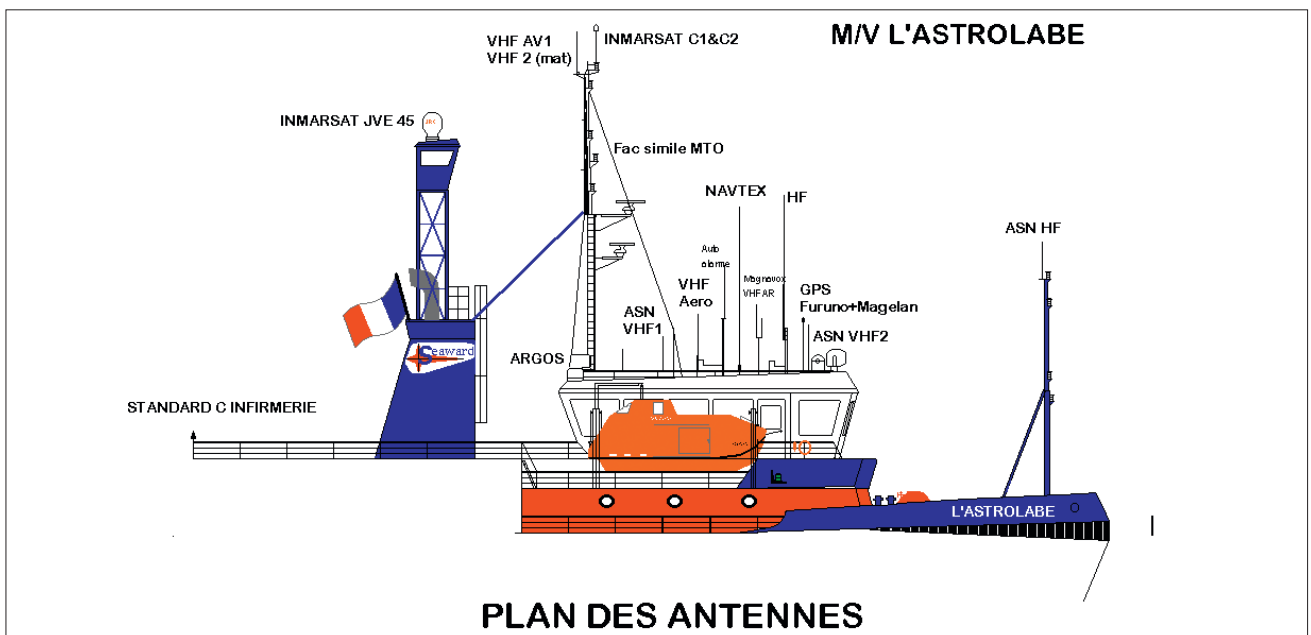 M/V L'ASTROLABE
VHF AV1
VHF 2 (mat)
INMARSAT C1&C2
INMARSAT JVE 45
JRC
Fac simile MTO
NAVTEX
HF
ASN HF
Auto
alarme
VHF
Aero
Magnavox
VHFAR
GPS
Furuno+Magelan
ASN
VHF1
ASN VHF2
ARGOS
Seaward
STANDARD C INFIRMERIE
L'ASTROLABE
PLAN DES ANTENNES